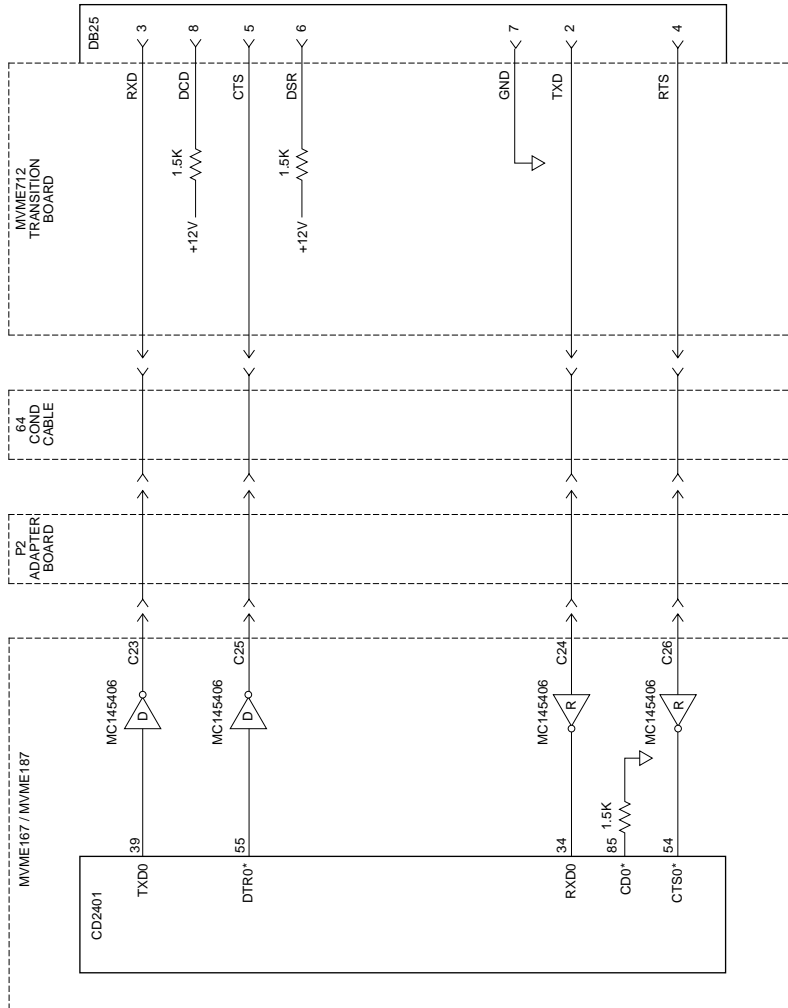 MVME167 / MVME187
P2
ADAPTER
BOARD
64
COND
CABLE
MVME712
TRANSITION
BOARD
CD2401
DB25
TXD0
39
MC145406
D
C23
RXD
3
+12V
1.5K
DCD
8
DTR0*
55
MC145406
D
C25
CTS
5
+12V
1.5K
DSR
6
GND
7
RXD0
34
MC145406
R
C24
TXD
2
CD0*
85
1.5K
CTS0*
54
MC145406
R
C26
RTS
4